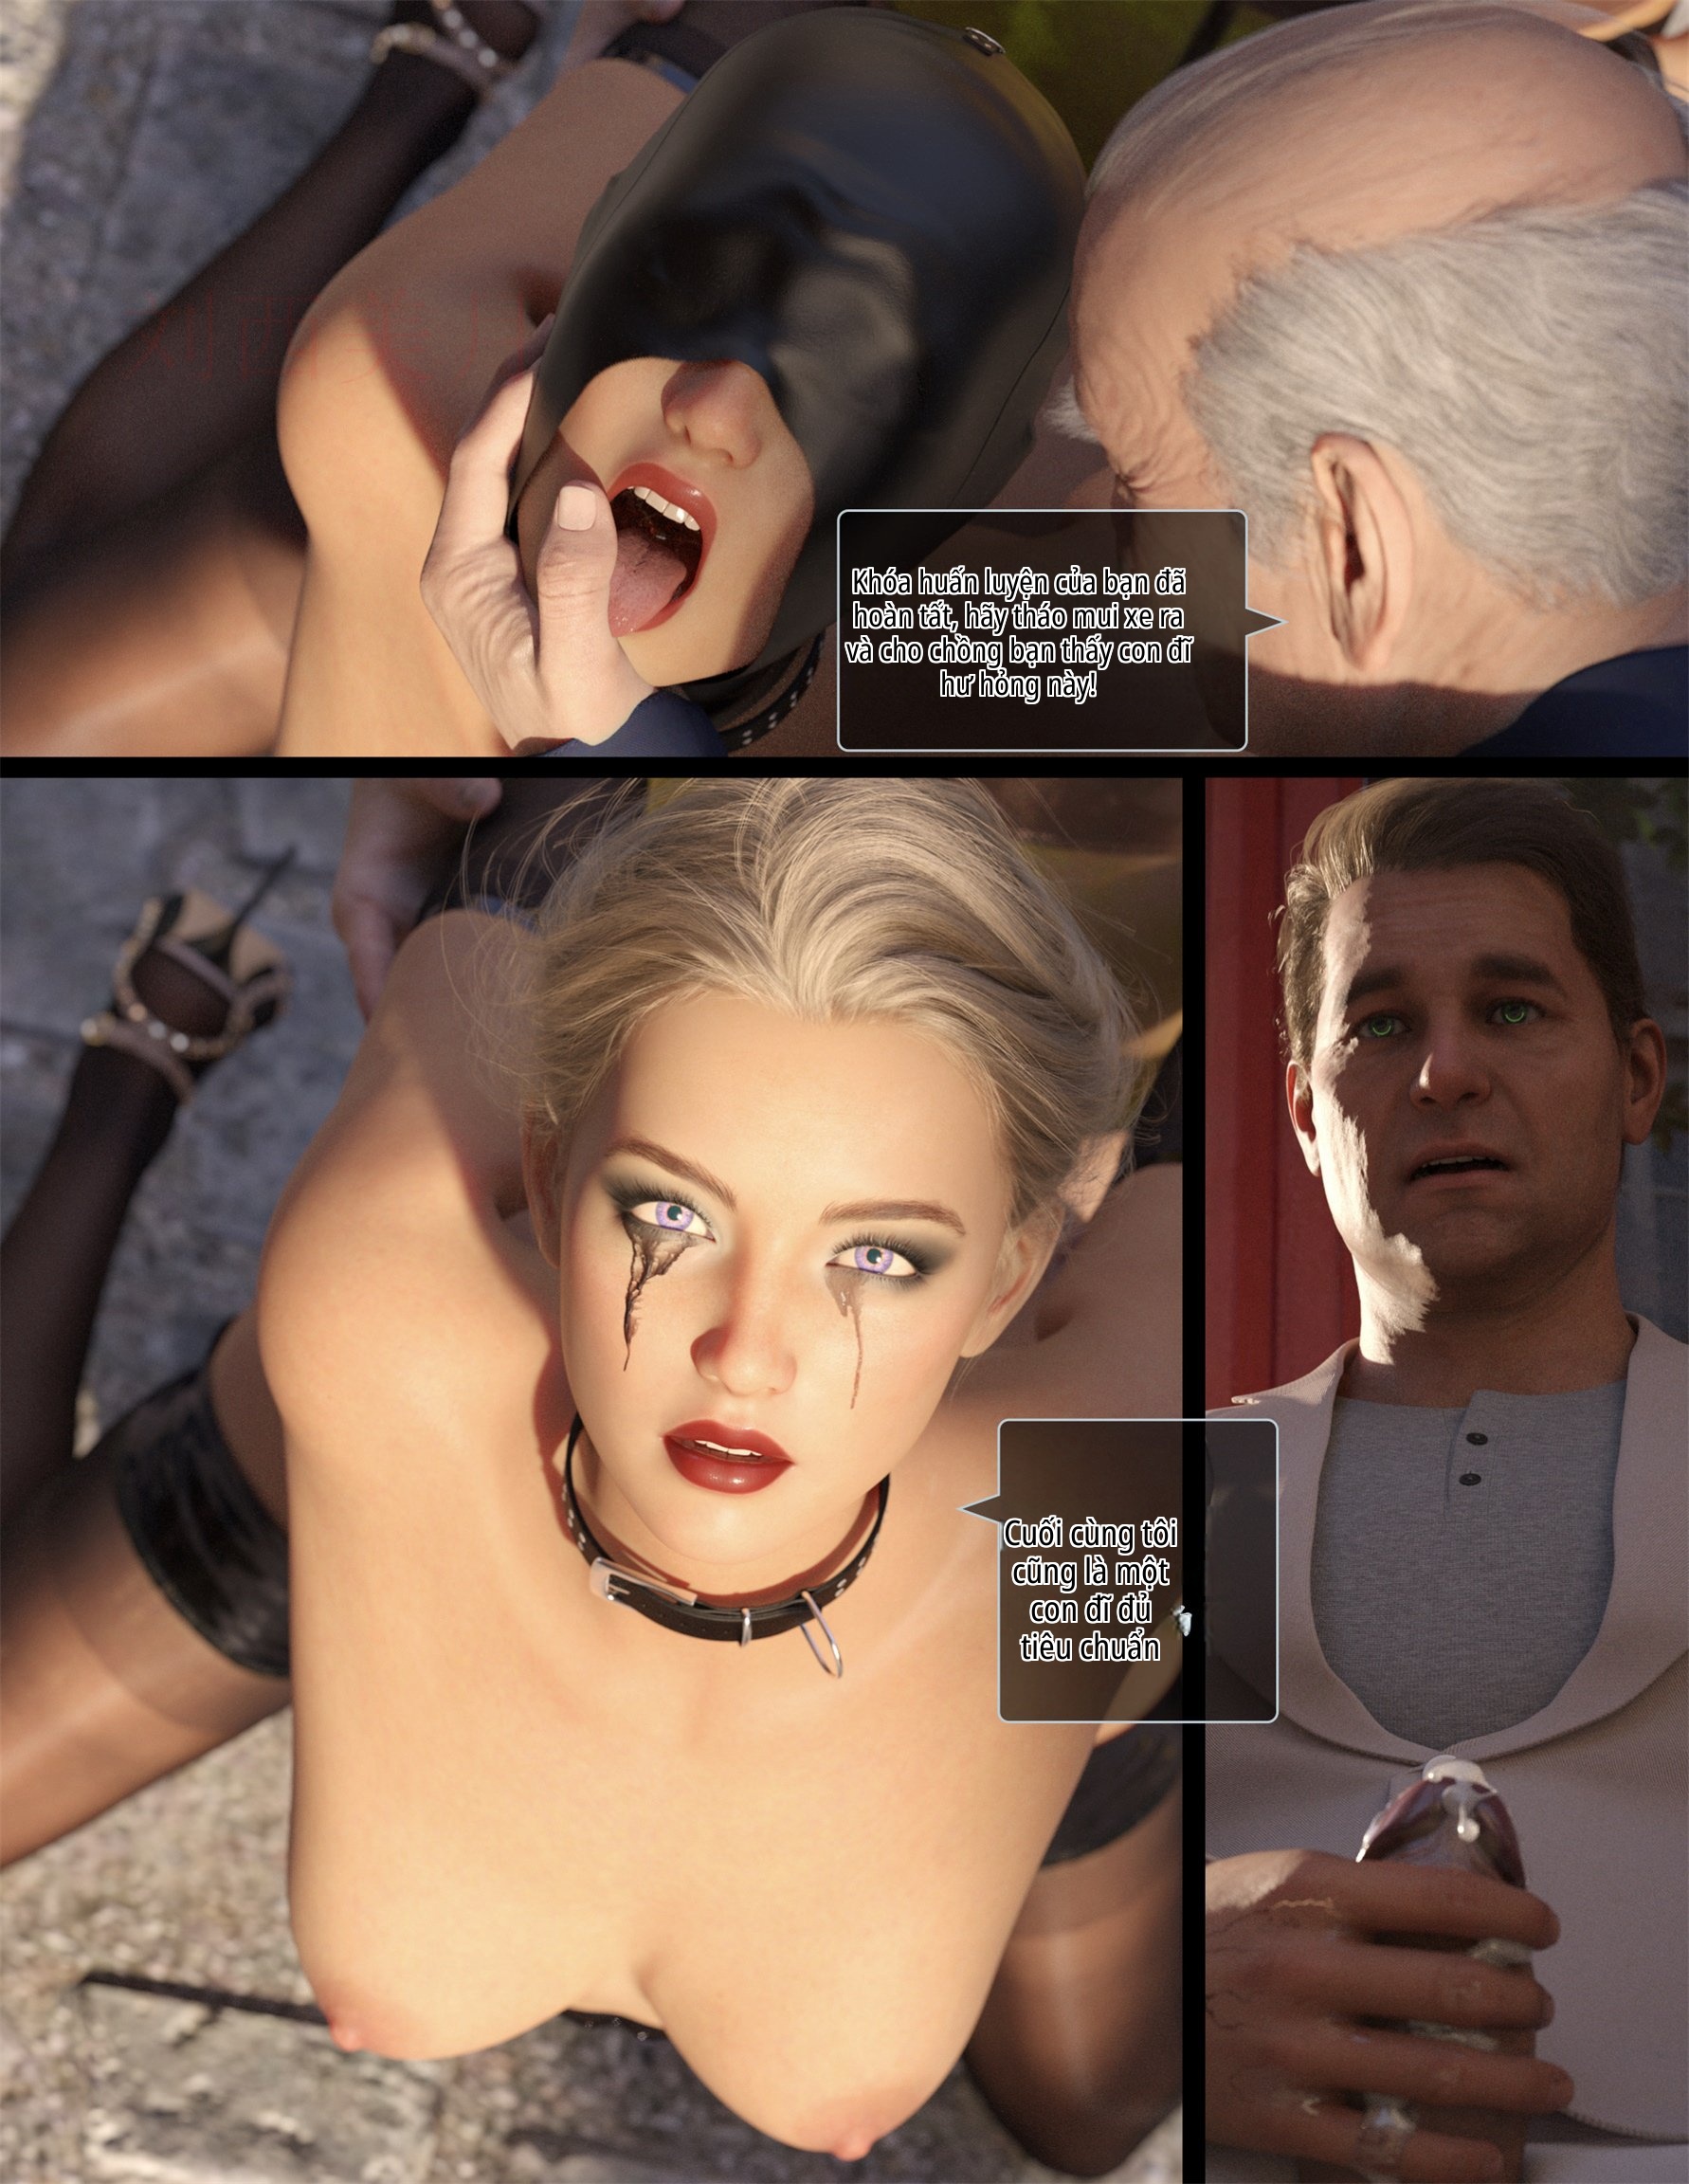 Khóa huấn luyện của bạn đã
hoàn tất, hãy tháo mui xe ra
và cho chồng bạn thấy con đĩ
hư hỏng này!
Cuối cùng tôi
cũng là một
con đĩ đủ
tiêu chuẩn